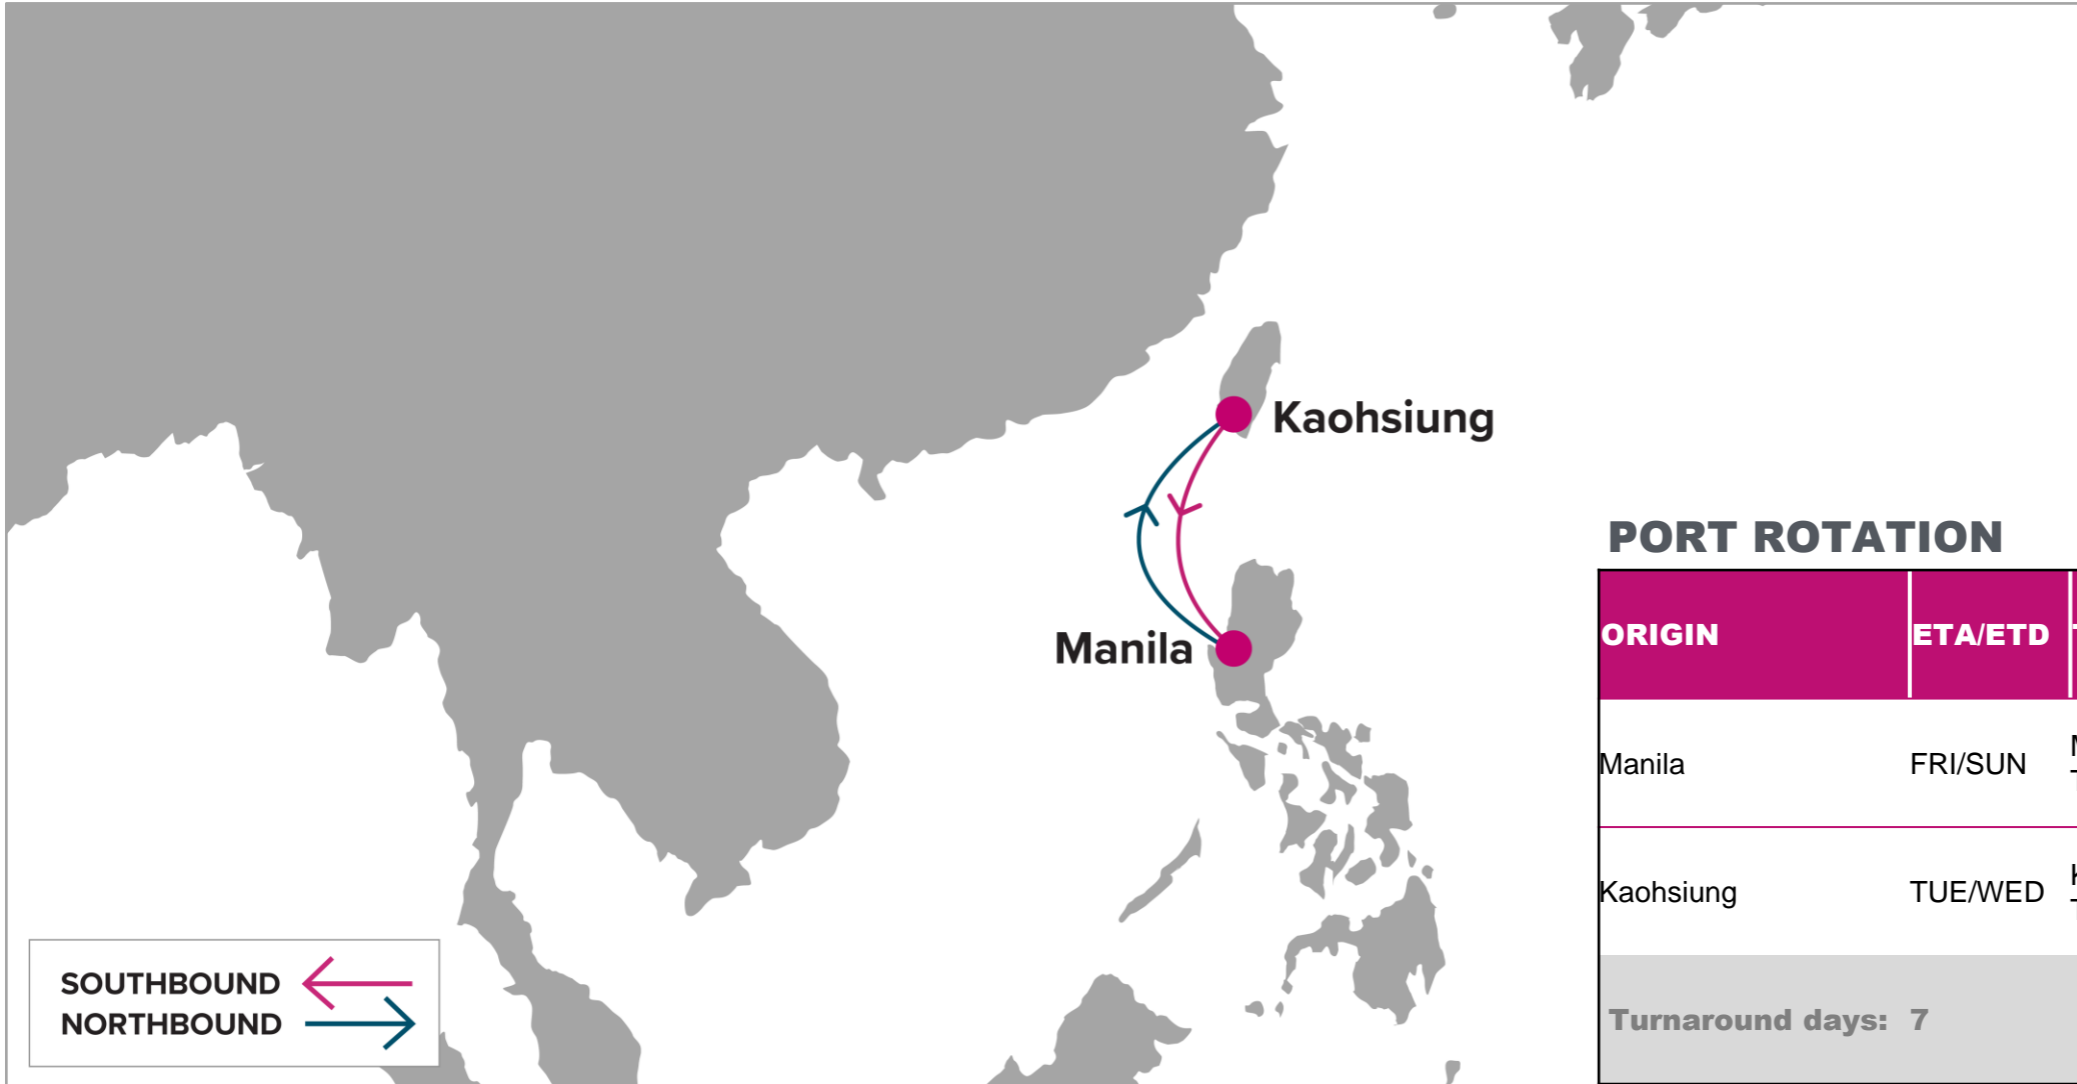 Kaohsiung
Manila
PORT ROTATION
ORIGIN ETA/ETD
Manila FRI/SUN
Kaohsiung TUE/WED
Turnaround days: 7
SOUTHBOUND
NORTHBOUND